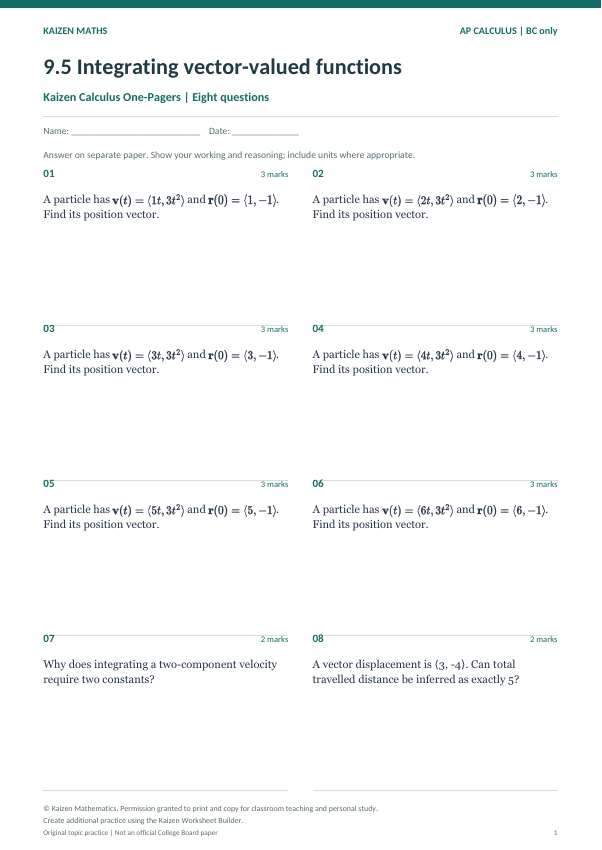 KAIZEN MATHS
AP CALCULUS | BC only
9.5 Integrating vector-valued functions
Kaizen Calculus One-Pagers | Eight questions
Name: ____________________________ Date: ______________
Answer on separate paper. Show your working and reasoning; include units where appropriate.
01 3 marks
A particle has v(t) = ⟨1t, 3t²⟩ and r(0) = ⟨1, −1⟩.
Find its position vector.
02 3 marks
A particle has v(t) = ⟨2t, 3t²⟩ and r(0) = ⟨2, −1⟩.
Find its position vector.
03 3 marks
A particle has v(t) = ⟨3t, 3t²⟩ and r(0) = ⟨3, −1⟩.
Find its position vector.
04 3 marks
A particle has v(t) = ⟨4t, 3t²⟩ and r(0) = ⟨4, −1⟩.
Find its position vector.
05 3 marks
A particle has v(t) = ⟨5t, 3t²⟩ and r(0) = ⟨5, −1⟩.
Find its position vector.
06 3 marks
A particle has v(t) = ⟨6t, 3t²⟩ and r(0) = ⟨6, −1⟩.
Find its position vector.
07 2 marks
Why does integrating a two-component velocity
require two constants?
08 2 marks
A vector displacement is ⟨3, -4⟩. Can total
travelled distance be inferred as exactly 5?
© Kaizen Mathematics. Permission granted to print and copy for classroom teaching and personal study.
Create additional practice using the Kaizen Worksheet Builder.
Original topic practice | Not an official College Board paper
1